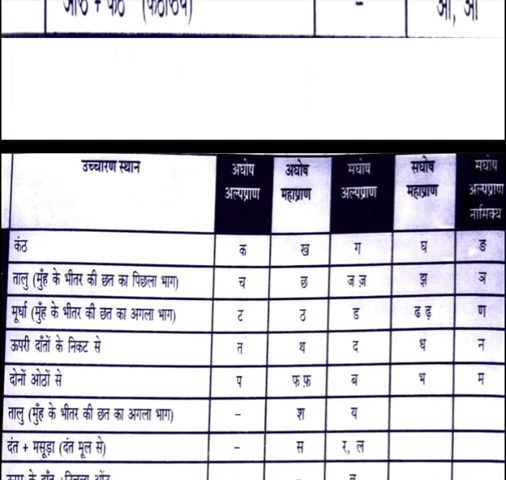 ओष्ठ + कंठ (कंठोष्ठ्य) - ओ, औ
उच्चारण स्थान अघोष अल्पप्राण अघोष महाप्राण सघोष अल्पप्राण सघोष महाप्राण सघोष अल्पप्राण नासिक्य
कंठ क ख ग घ ङ
तालु (मुँह के भीतर की छत का पिछला भाग) च छ ज ज़ झ ञ
मूर्धा (मुँह के भीतर की छत का अगला भाग) ट ठ ड ढ ढ़ ण
ऊपरी दाँतों के निकट से त थ द ध न
दोनों ओठों से प फ फ़ ब भ म
तालु (मुँह के भीतर की छत का अगला भाग) - श य
दंत + मसूड़ा (दंत मूल से) - स र, ल